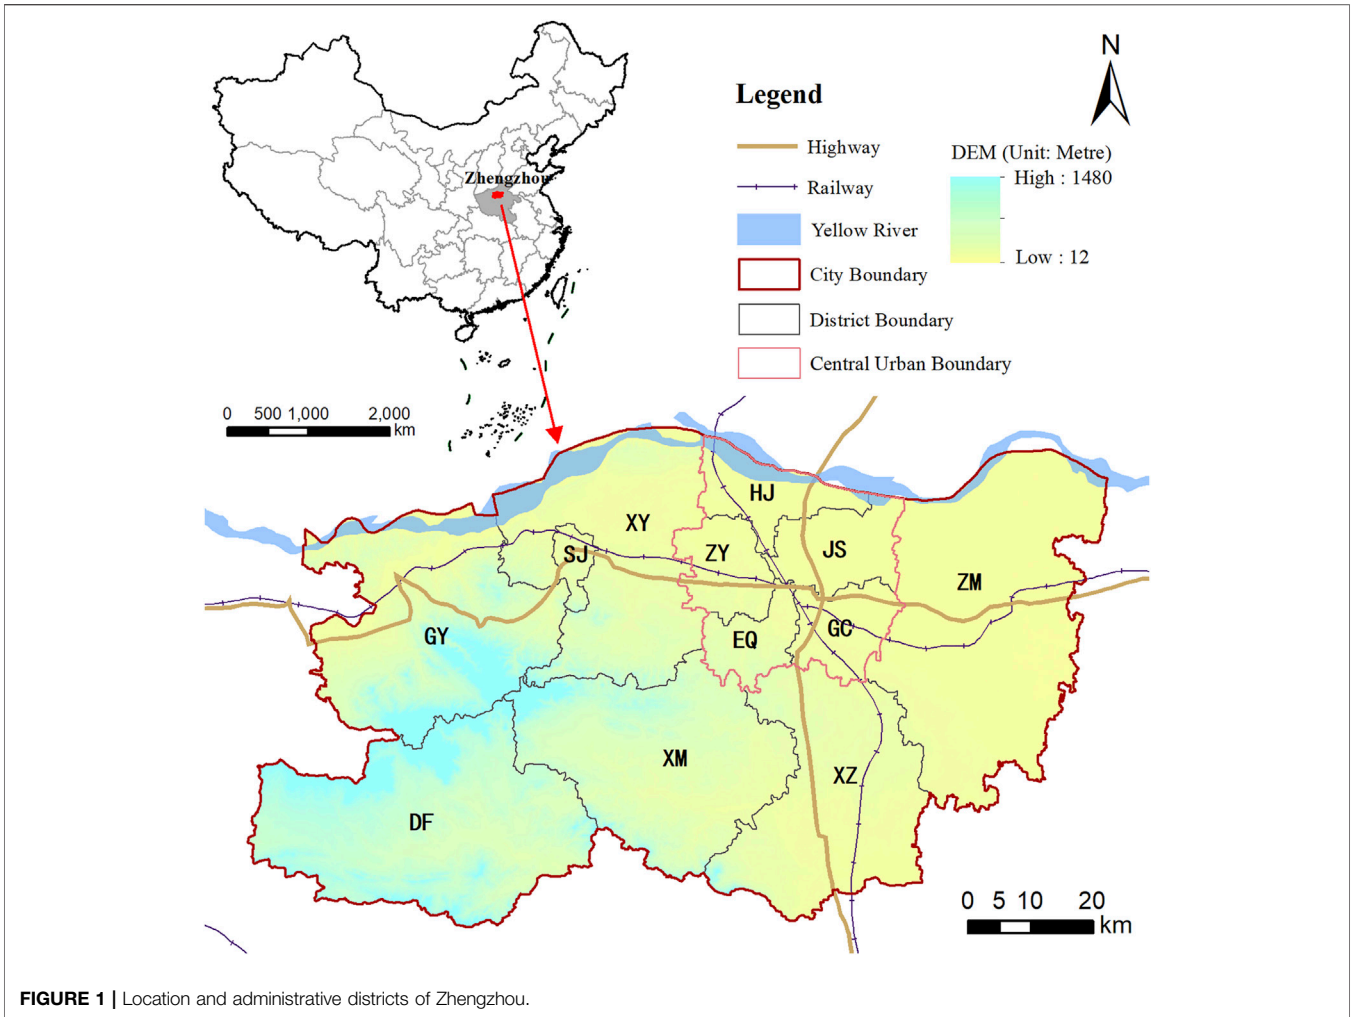 N
Legend
Highway
Railway
Yellow River
City Boundary
District Boundary
Central Urban Boundary
DEM (Unit: Metre)
High : 1480
Low : 12
Zhengzhou
0 500 1,000 2,000
km
HJ
XY
SJ
ZY
JS
ZM
GY
EQ
GC
XM
XZ
DF
0 5 10 20
km
FIGURE 1 | Location and administrative districts of Zhengzhou.